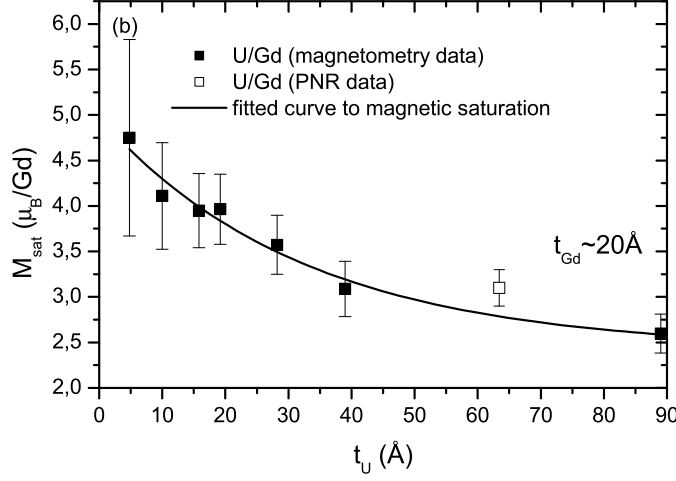 (b)
U/Gd (magnetometry data)
U/Gd (PNR data)
fitted curve to magnetic saturation
t_Gd~20Å
M_sat (μ_B/Gd)
6,0
5,5
5,0
4,5
4,0
3,5
3,0
2,5
2,0
0 10 20 30 40 50 60 70 80 90
t_U (Å)